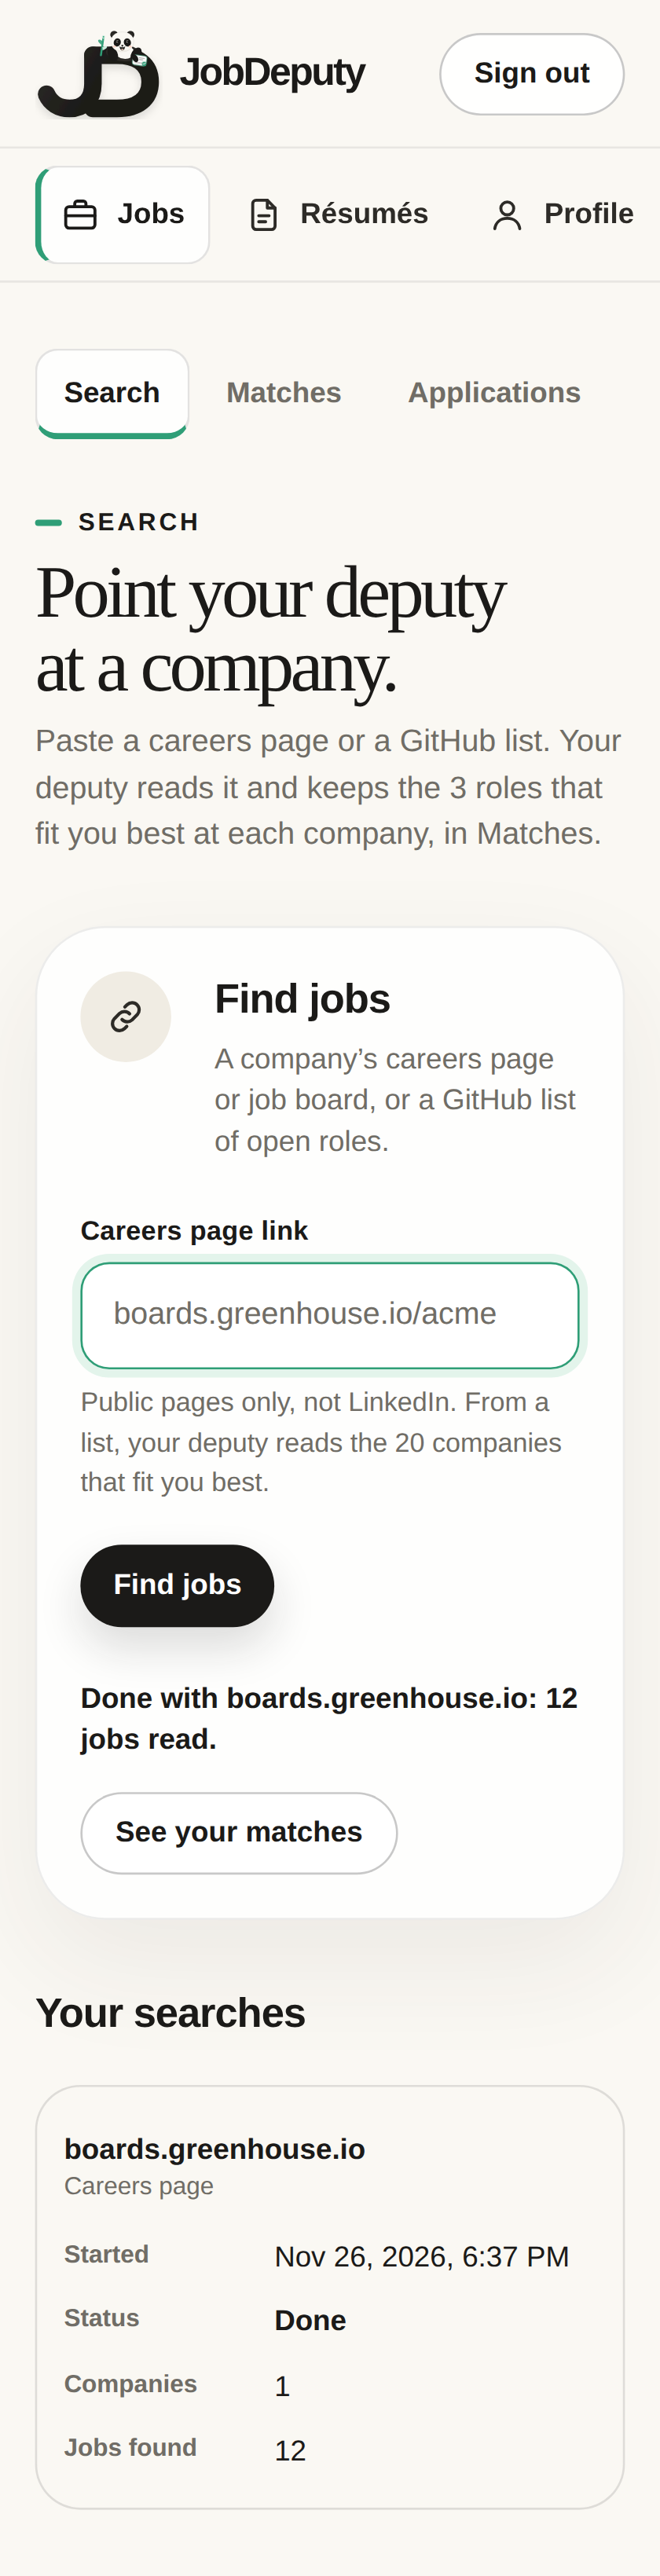 JD JobDeputy
Sign out
Jobs
Résumés
Profile
Search
Matches
Applications
SEARCH
Point your deputy
at a company.
Paste a careers page or a GitHub list. Your
deputy reads it and keeps the 3 roles that
fit you best at each company, in Matches.
Find jobs
A company’s careers page
or job board, or a GitHub list
of open roles.
Careers page link
boards.greenhouse.io/acme
Public pages only, not LinkedIn. From a
list, your deputy reads the 20 companies
that fit you best.
Find jobs
Done with boards.greenhouse.io: 12
jobs read.
See your matches
Your searches
boards.greenhouse.io
Careers page
Started Nov 26, 2026, 6:37 PM
Status Done
Companies 1
Jobs found 12